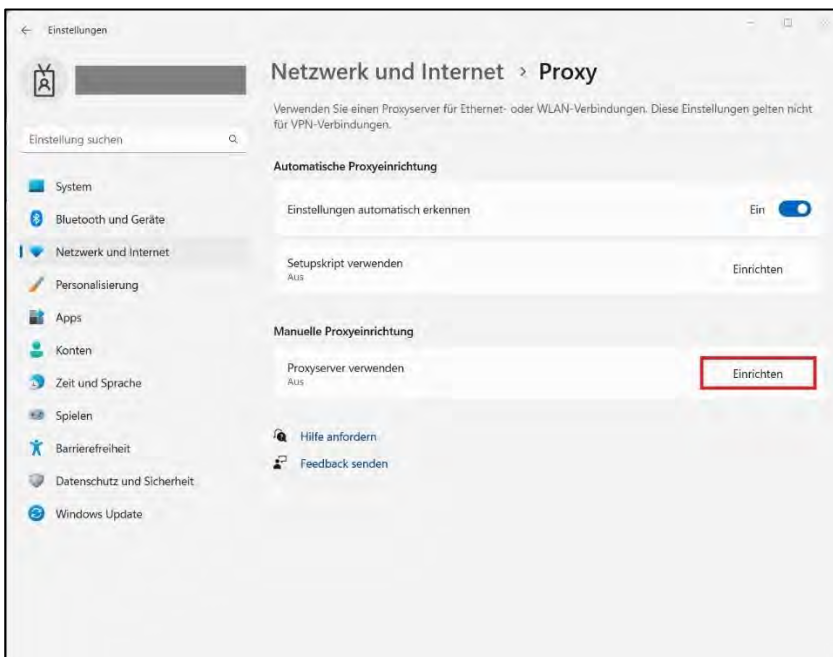 Einstellungen
Einstellung suchen
System
Bluetooth und Geräte
Netzwerk und Internet
Personalisierung
Apps
Konten
Zeit und Sprache
Spielen
Barrierefreiheit
Datenschutz und Sicherheit
Windows Update
Netzwerk und Internet > Proxy
Verwenden Sie einen Proxyserver für Ethernet- oder WLAN-Verbindungen. Diese Einstellungen gelten nicht
für VPN-Verbindungen.
Automatische Proxyeinrichtung
Einstellungen automatisch erkennen
Ein
Setupskript verwenden
Aus
Einrichten
Manuelle Proxyeinrichtung
Proxyserver verwenden
Aus
Einrichten
Hilfe anfordern
Feedback senden